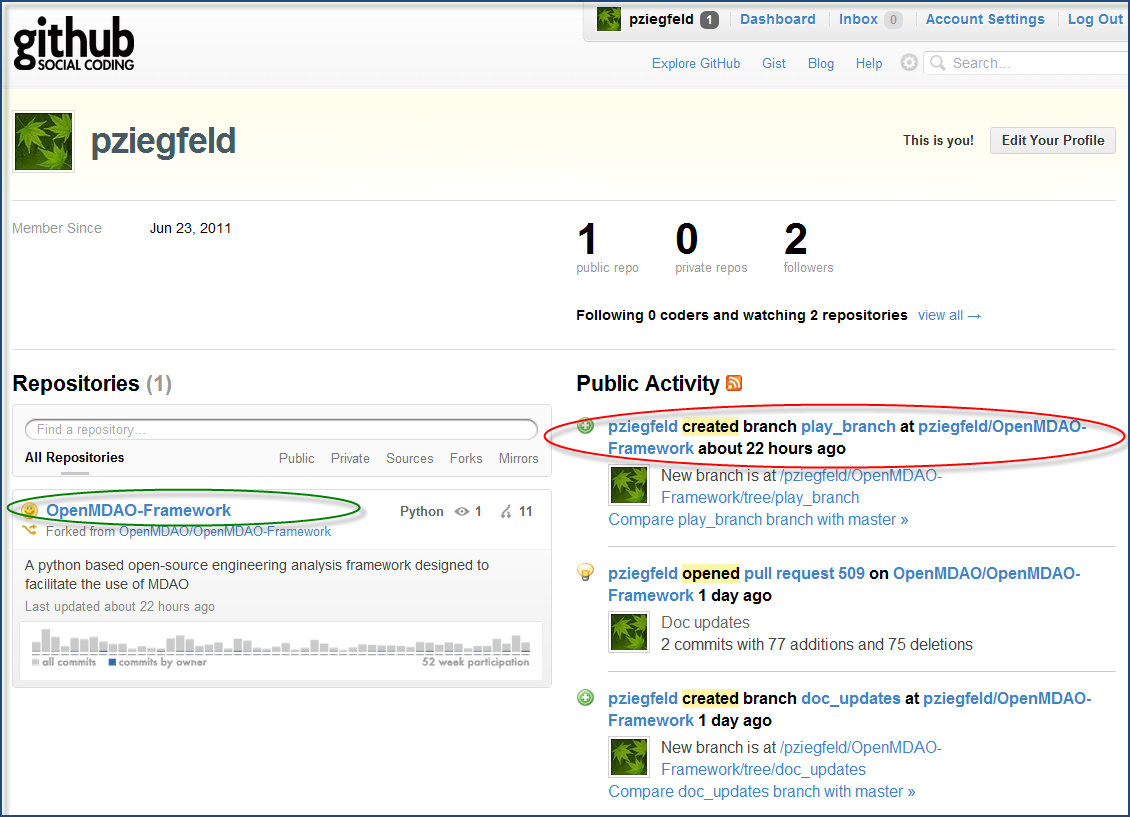 github
SOCIAL CODING
pziegfeld 1 Dashboard Inbox 0 Account Settings Log Out
Explore GitHub Gist Blog Help Search...
pziegfeld
This is you! Edit Your Profile
Member Since Jun 23, 2011
1 0 2
public repo private repos followers
Following 0 coders and watching 2 repositories view all →
Repositories (1)
Find a repository...
All Repositories Public Private Sources Forks Mirrors
OpenMDAO-Framework Python 1 11
Forked from OpenMDAO/OpenMDAO-Framework
A python based open-source engineering analysis framework designed to
facilitate the use of MDAO
Last updated about 22 hours ago
all commits commits by owner 52 week participation
Public Activity
pziegfeld created branch play_branch at pziegfeld/OpenMDAO-
Framework about 22 hours ago
New branch is at /pziegfeld/OpenMDAO-
Framework/tree/play_branch
Compare play_branch branch with master »
pziegfeld opened pull request 509 on OpenMDAO/OpenMDAO-
Framework 1 day ago
Doc updates
2 commits with 77 additions and 75 deletions
pziegfeld created branch doc_updates at pziegfeld/OpenMDAO-
Framework 1 day ago
New branch is at /pziegfeld/OpenMDAO-
Framework/tree/doc_updates
Compare doc_updates branch with master »